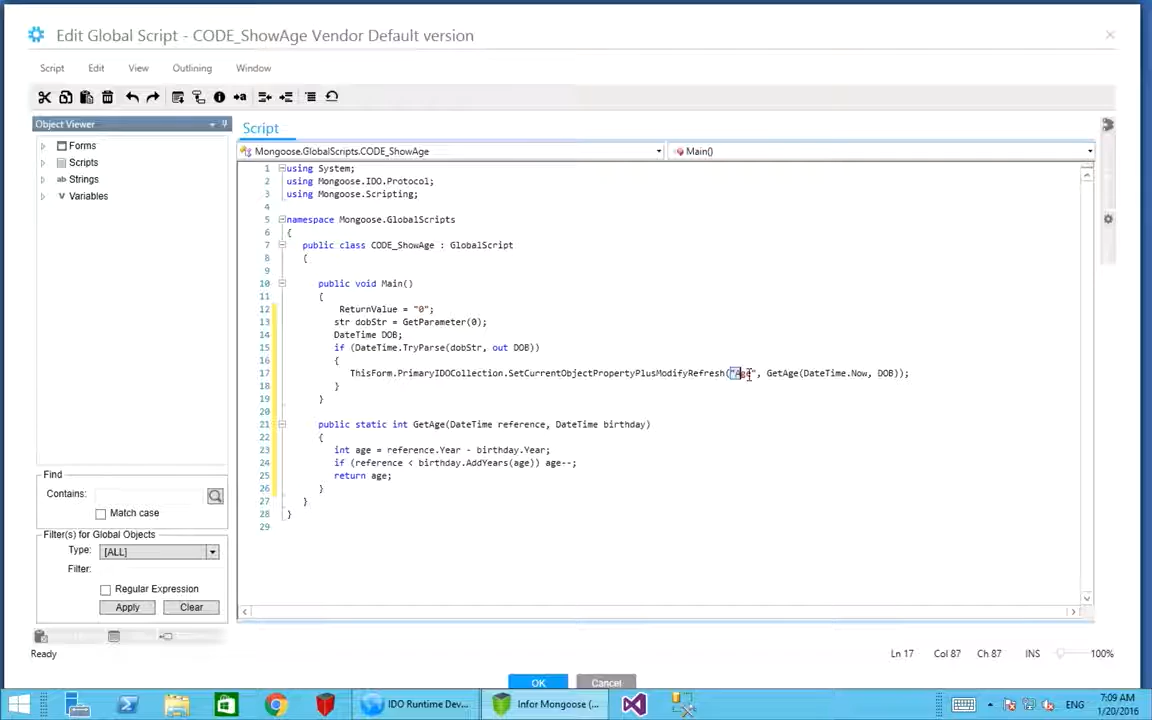 Edit Global Script - CODE_ShowAge Vendor Default version
Script Edit View Outlining Window
Object Viewer
Forms
Scripts
Strings
Variables
Find
Contains:
Match case
Filter(s) for Global Objects
Type: [ALL]
Filter:
Regular Expression
Apply Clear
Script
Mongoose.GlobalScripts.CODE_ShowAge Main()
1 using System;
2 using Mongoose.IDO.Protocol;
3 using Mongoose.Scripting;
4
5 namespace Mongoose.GlobalScripts
6 {
7 public class CODE_ShowAge : GlobalScript
8 {
9
10 public void Main()
11 {
12 ReturnValue = "0";
13 str dobStr = GetParameter(0);
14 DateTime DOB;
15 if (DateTime.TryParse(dobStr, out DOB))
16 {
17 ThisForm.PrimaryIDOCollection.SetCurrentObjectPropertyPlusModifyRefresh("Age", GetAge(DateTime.Now, DOB));
18 }
19 }
20
21 public static int GetAge(DateTime reference, DateTime birthday)
22 {
23 int age = reference.Year - birthday.Year;
24 if (reference < birthday.AddYears(age)) age--;
25 return age;
26 }
27 }
28 }
29
Ready Ln 17 Col 87 Ch 87 INS 100%
OK Cancel
IDO Runtime Dev... Infor Mongoose (... ENG 7:09 AM
1/20/2016